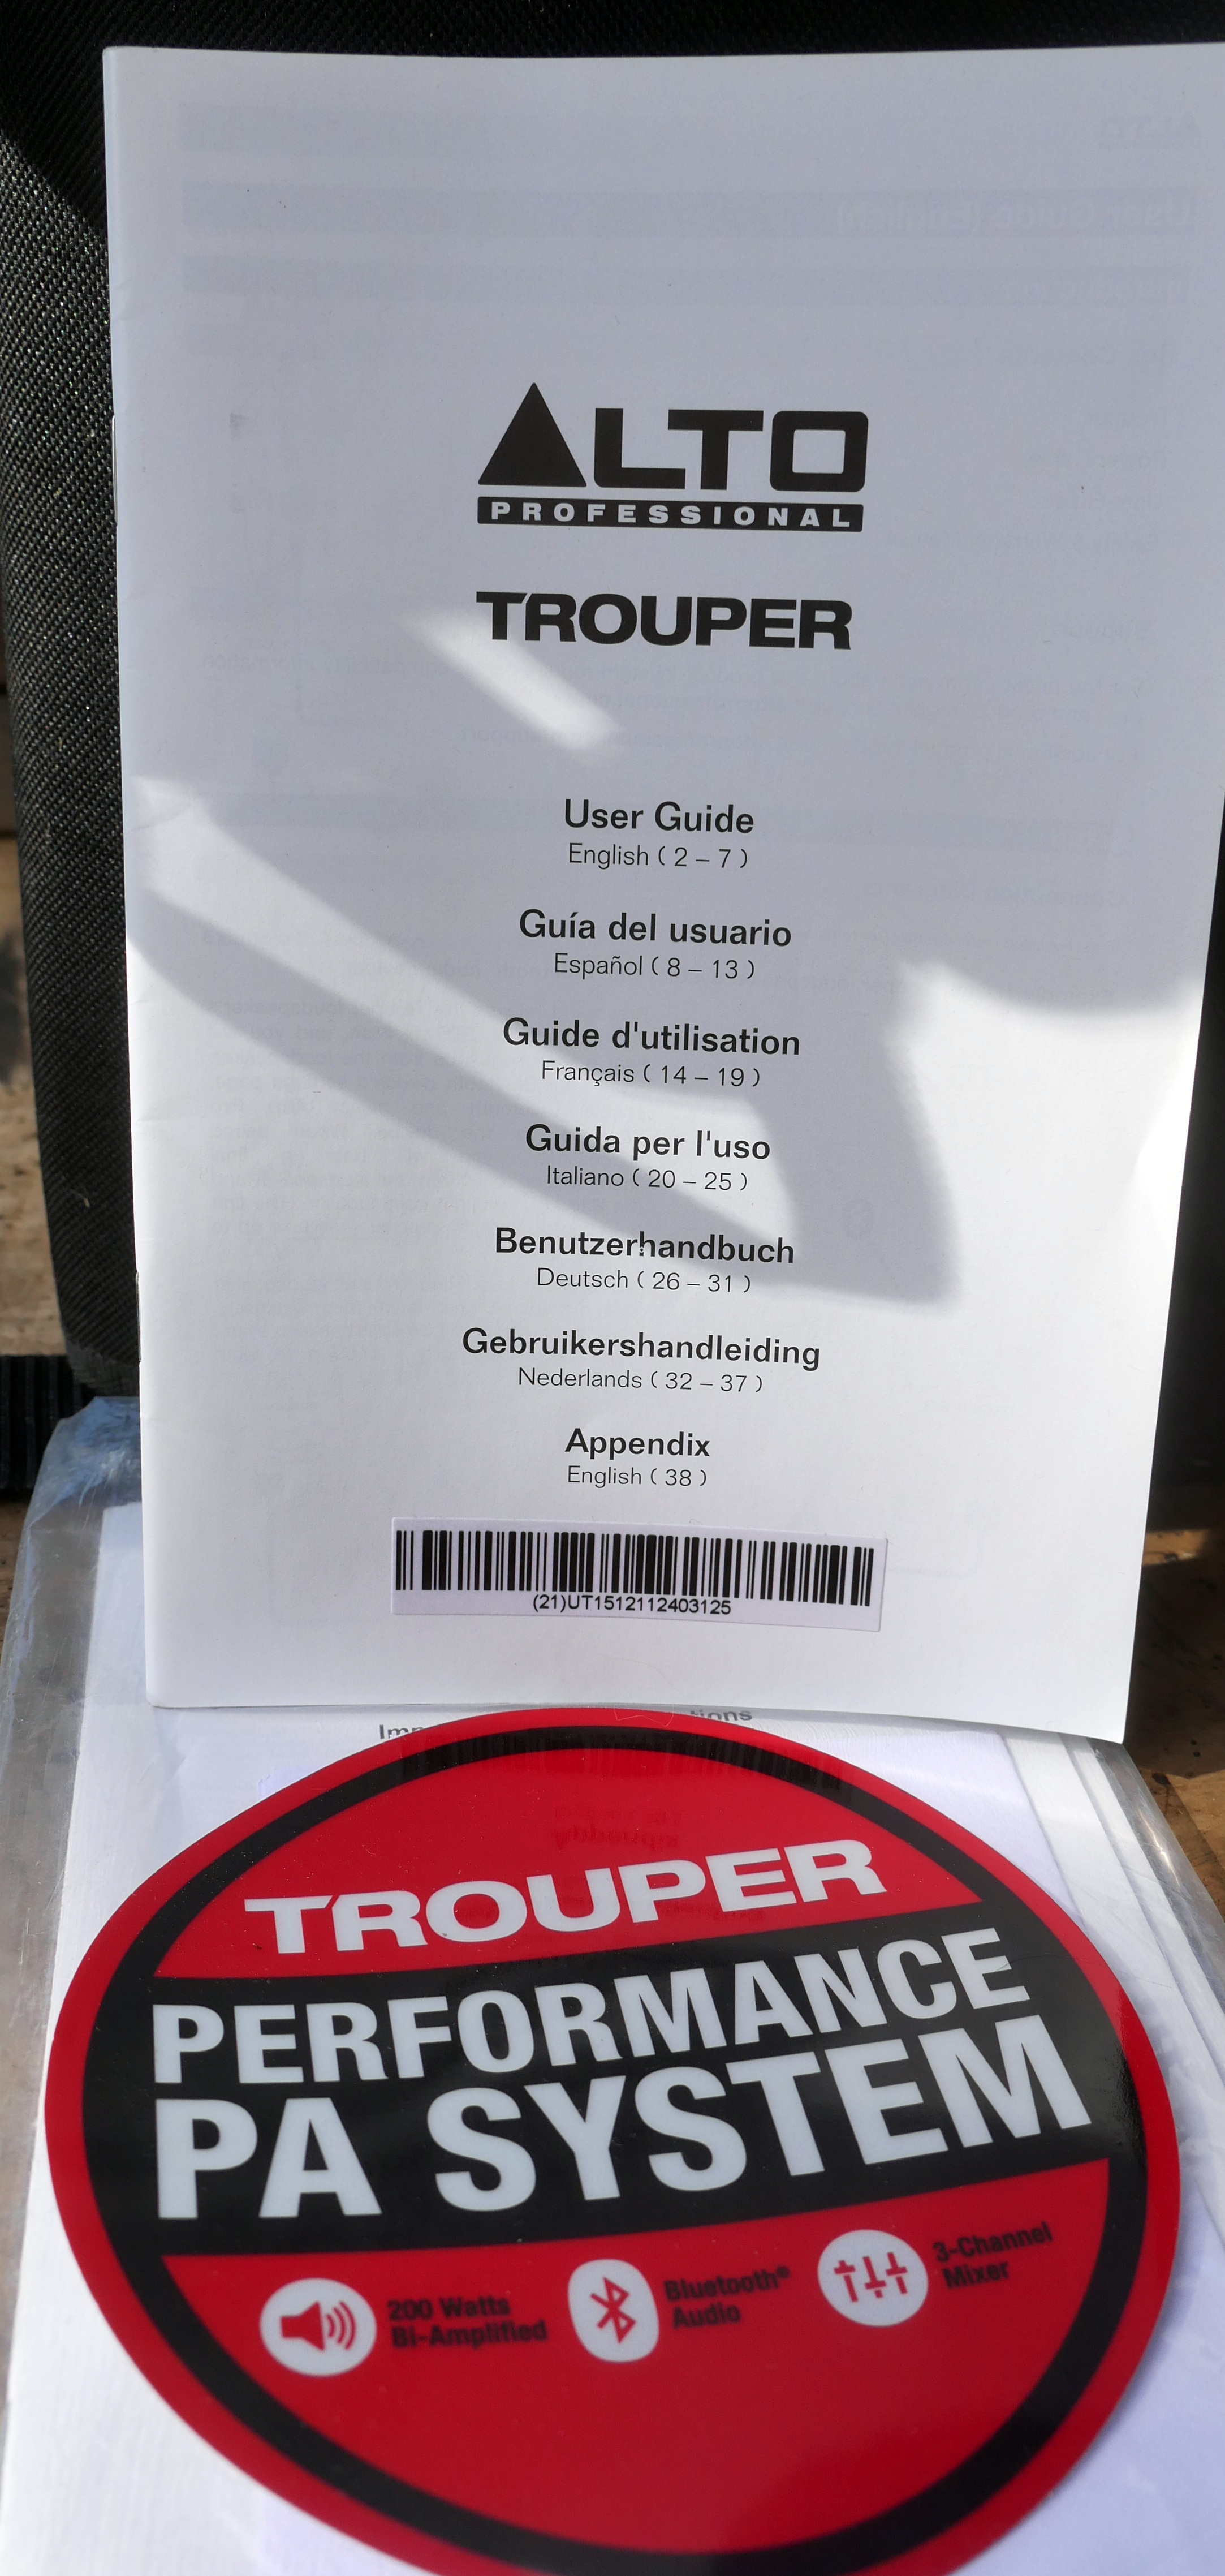 ALTO
PROFESSIONAL
TROUPER
User Guide
English ( 2 – 7 )
Guía del usuario
Español ( 8 – 13 )
Guide d'utilisation
Français ( 14 – 19 )
Guida per l'uso
Italiano ( 20 – 25 )
Benutzerhandbuch
Deutsch ( 26 – 31 )
Gebruikershandleiding
Nederlands ( 32 – 37 )
Appendix
English ( 38 )
(21)UT1512112403125
TROUPER
PERFORMANCE
PA SYSTEM
200 Watts
Bi-Amplified
Bluetooth®
Audio
3-Channel
Mixer